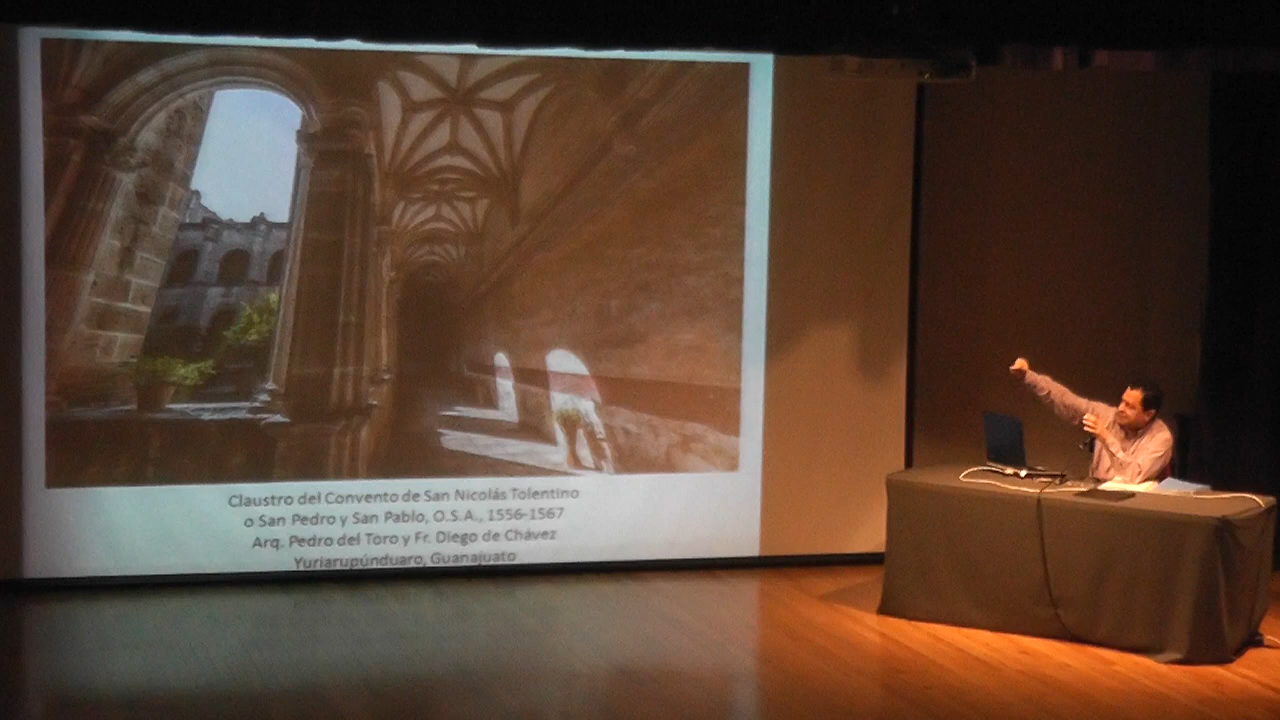 Claustro del Convento de San Nicolás Tolentino
o San Pedro y San Pablo, O.S.A., 1556-1567
Arq. Pedro del Toro y Fr. Diego de Chávez
Yuriarupúnduaro, Guanajuato